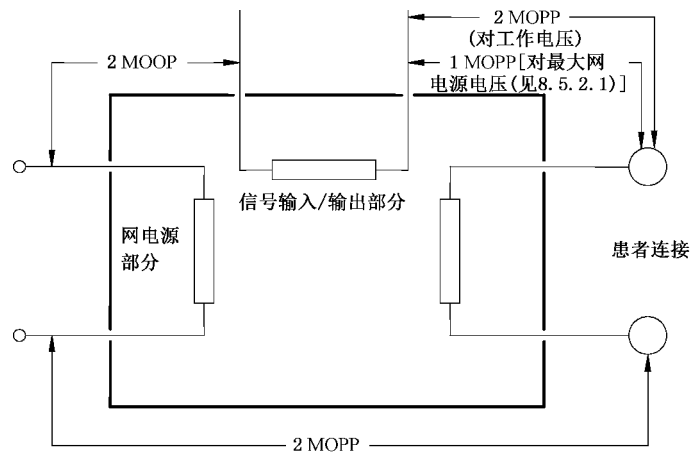 2 MOPP
(对工作电压)
2 MOOP
1 MOPP[对最大网
电源电压(见8.5.2.1)]
信号输入/输出部分
网电源
部分
患者连接
2 MOPP